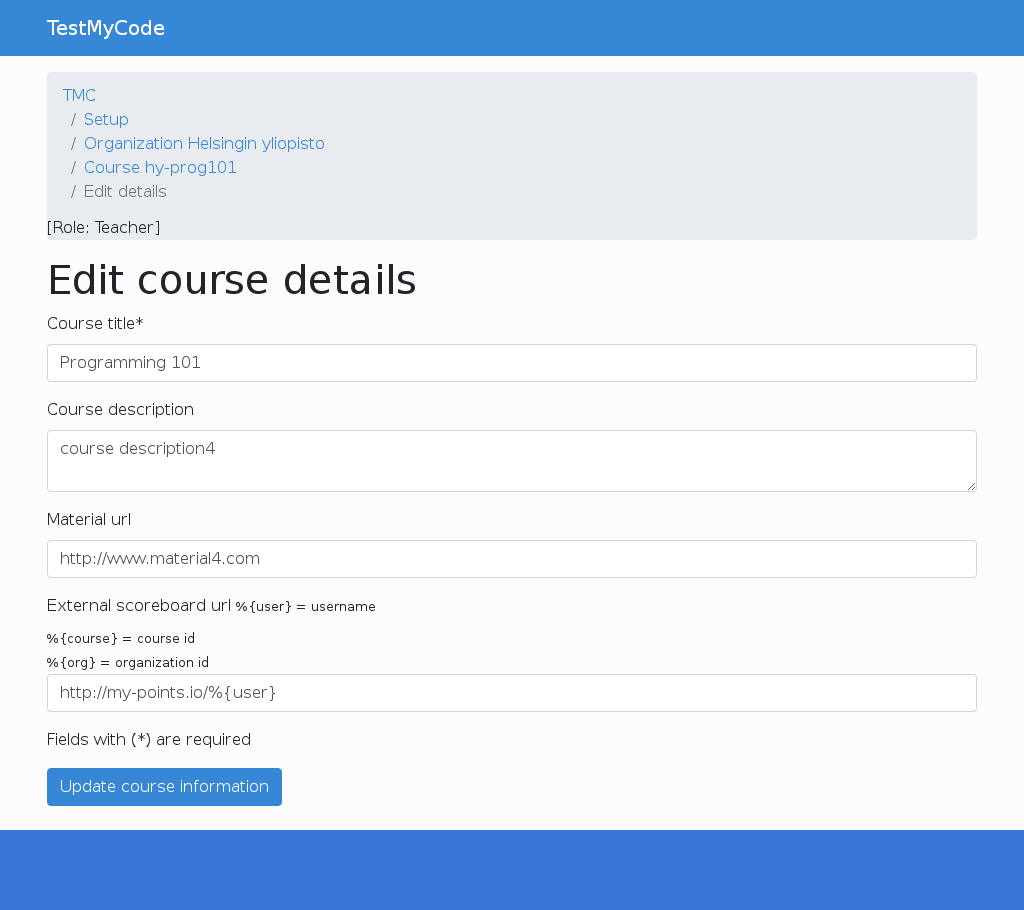 TestMyCode
TMC
/ Setup
/ Organization Helsingin yliopisto
/ Course hy-prog101
/ Edit details
[Role: Teacher]
Edit course details
Course title*
Programming 101
Course description
course description4
Material url
http://www.material4.com
External scoreboard url %{user} = username
%{course} = course id
%{org} = organization id
http://my-points.io/%{user}
Fields with (*) are required
Update course information